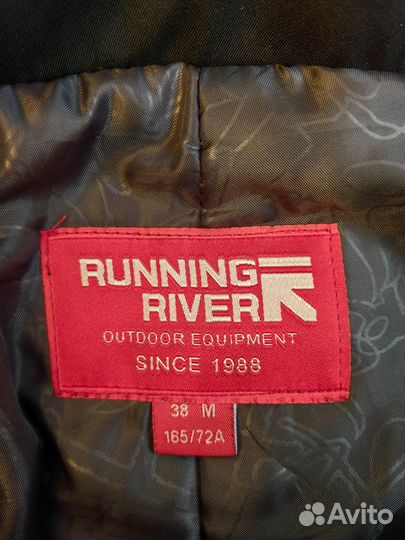 RUNNING
RIVER
OUTDOOR EQUIPMENT
SINCE 1988
38 M
165/72A
Avito